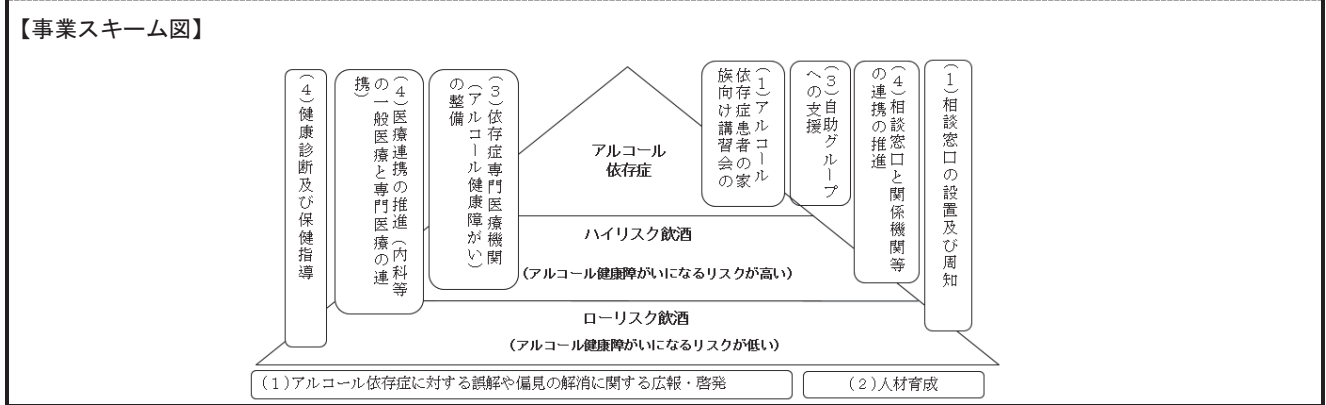 【事業スキーム図】
(4)健康診断及び保健指導
(4)医療連携の推進(内科等
の一般医療と専門医療の連
携)
(3)依存症専門医療機関
(アルコール健康障がい)
の整備
アルコール
依存症
(1)アルコール
依存症患者の家
族向け講習会の
(3)自助グループ
への支援
(4)相談窓口と関係機関等
の連携の推進
(1)相談窓口の設置及び周知
ハイリスク飲酒
(アルコール健康障がいになるリスクが高い)
ローリスク飲酒
(アルコール健康障がいになるリスクが低い)
(1)アルコール依存症に対する誤解や偏見の解消に関する広報・啓発
(2)人材育成